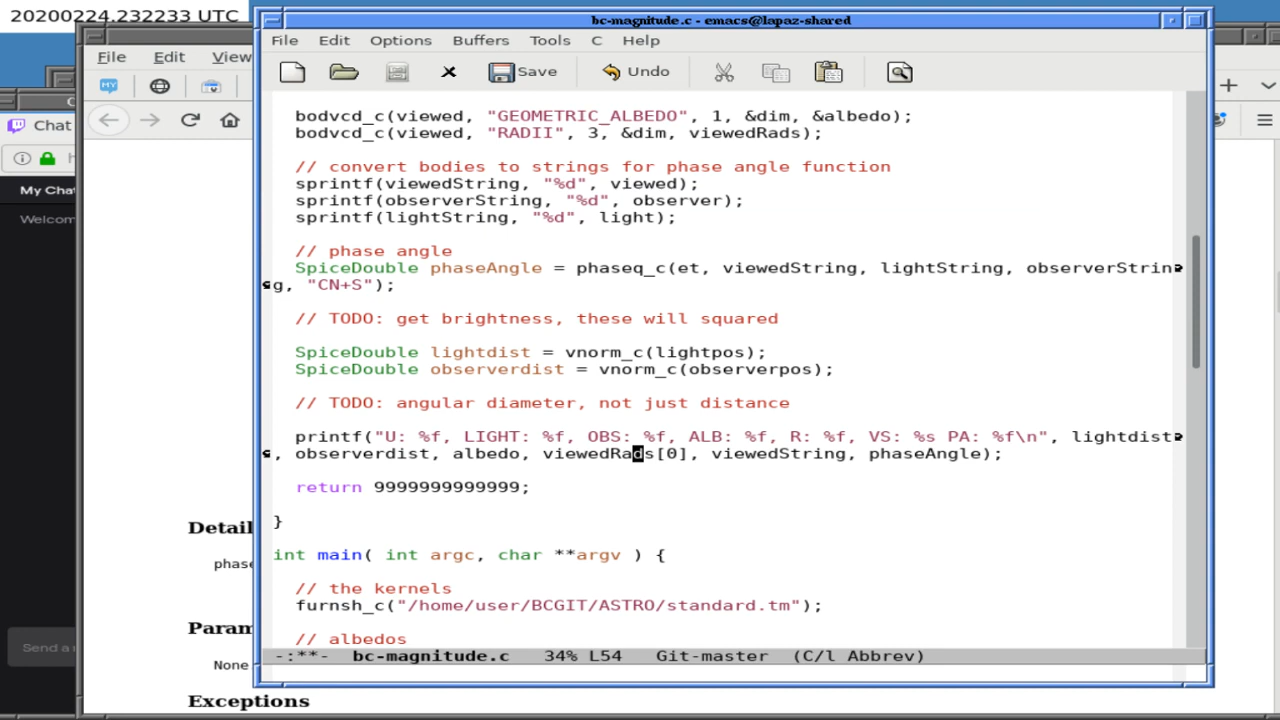 20200224.232233 UTC
bc-magnitude.c - emacs@lapaz-shared
File Edit Options Buffers Tools C Help
Save Undo
File Edit View
Chat
My Chat
Welcom
Send a
bodvcd_c(viewed, "GEOMETRIC_ALBEDO", 1, &dim, &albedo);
bodvcd_c(viewed, "RADII", 3, &dim, viewedRads);
// convert bodies to strings for phase angle function
sprintf(viewedString, "%d", viewed);
sprintf(observerString, "%d", observer);
sprintf(lightString, "%d", light);
// phase angle
SpiceDouble phaseAngle = phaseq_c(et, viewedString, lightString, observerStrin
g, "CN+S");
// TODO: get brightness, these will squared
SpiceDouble lightdist = vnorm_c(lightpos);
SpiceDouble observerdist = vnorm_c(observerpos);
// TODO: angular diameter, not just distance
printf("U: %f, LIGHT: %f, OBS: %f, ALB: %f, R: %f, VS: %s PA: %f\n", lightdist
, observerdist, albedo, viewedRads[0], viewedString, phaseAngle);
return 9999999999999;
}
int main( int argc, char **argv ) {
// the kernels
furnsh_c("/home/user/BCGIT/ASTRO/standard.tm");
// albedos
-:**- bc-magnitude.c 34% L54 Git-master (C/l Abbrev)
Detail
phase
Param
None
Exceptions